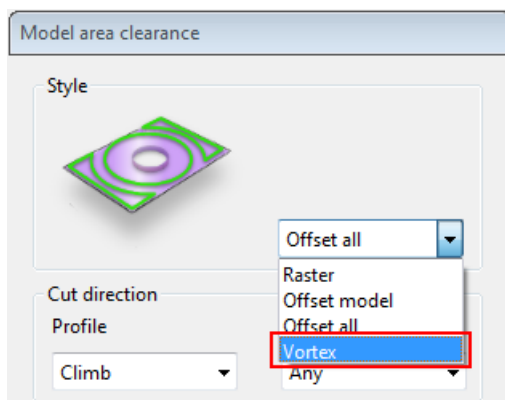 Model area clearance
Style
Offset all
Raster
Offset model
Offset all
Vortex
Cut direction
Profile
Climb
Any